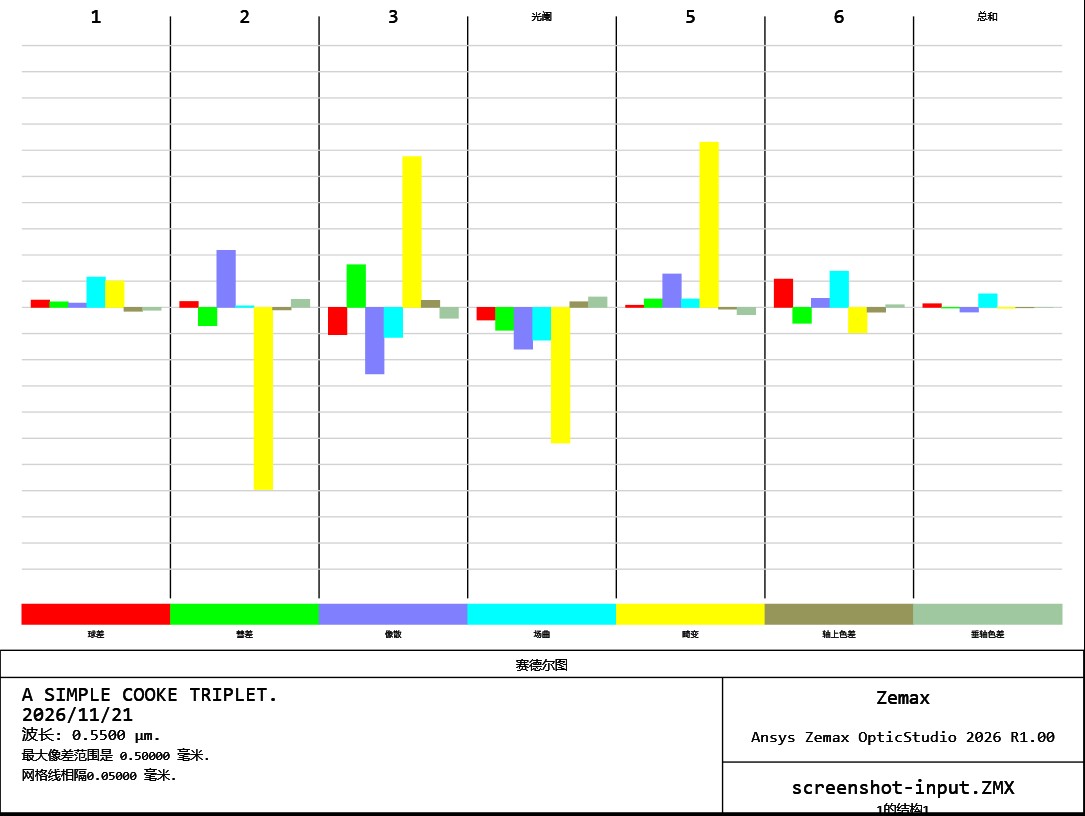 1 2 3 光阑 5 6 总和
球差 彗差 像散 场曲 畸变 轴上色差 垂轴色差
赛德尔图
A SIMPLE COOKE TRIPLET.
2026/11/21
波长: 0.5500 µm.
最大像差范围是 0.50000 毫米.
网格线相隔0.05000 毫米.
Zemax
Ansys Zemax OpticStudio 2026 R1.00
screenshot-input.ZMX
1的结构1